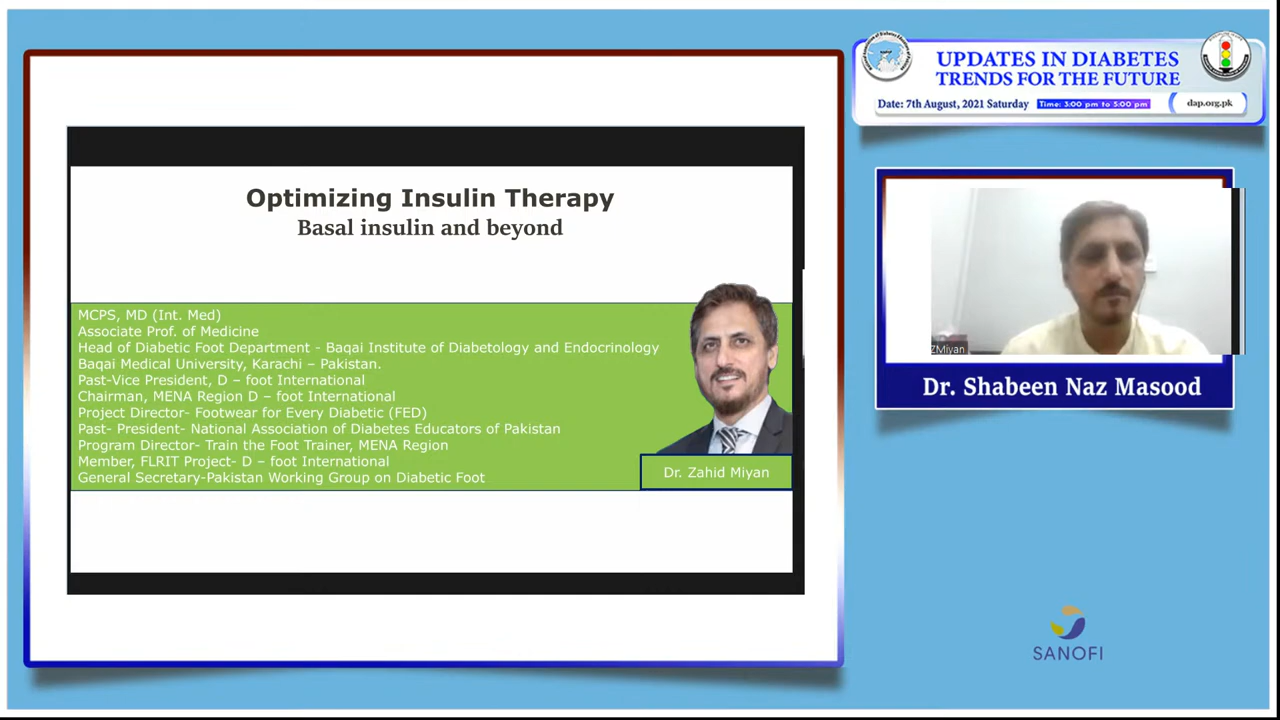 Optimizing Insulin Therapy
Basal insulin and beyond
MCPS, MD (Int. Med)
Associate Prof. of Medicine
Head of Diabetic Foot Department - Baqai Institute of Diabetology and Endocrinology
Baqai Medical University, Karachi – Pakistan.
Past-Vice President, D – foot International
Chairman, MENA Region D – foot International
Project Director- Footwear for Every Diabetic (FED)
Past- President- National Association of Diabetes Educators of Pakistan
Program Director- Train the Foot Trainer, MENA Region
Member, FLRIT Project- D – foot International
General Secretary-Pakistan Working Group on Diabetic Foot
Dr. Zahid Miyan
UPDATES IN DIABETES
TRENDS FOR THE FUTURE
Date: 7th August, 2021 Saturday Time: 3:00 pm to 5:00 pm dap.org.pk
ZMiyan
Dr. Shabeen Naz Masood
SANOFI